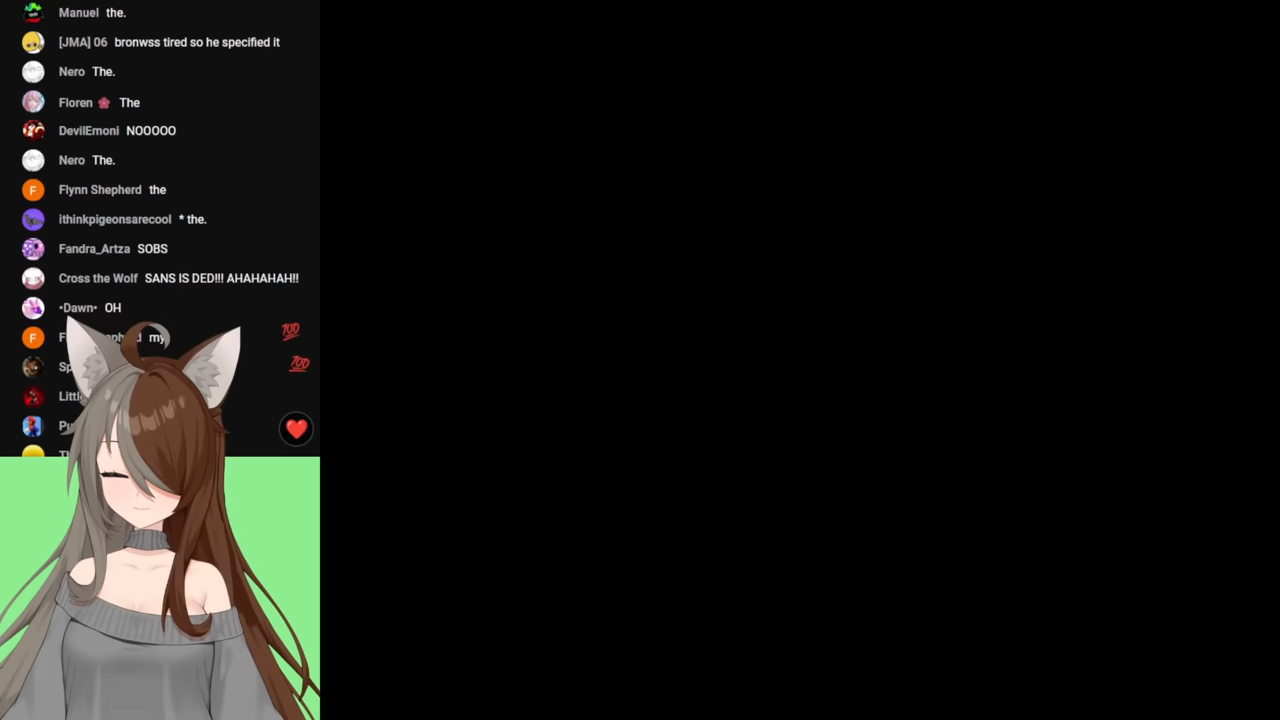 Manuel the.
[JMA] 06 bronwss tired so he specified it
Nero The.
Floren 🌸 The
DevilEmoni NOOOOO
Nero The.
F Flynn Shepherd the
ithinkpigeonsarecool * the.
Fandra_Artza SOBS
Cross the Wolf SANS IS DED!!! AHAHAHAH!!
•Dawn• OH
F my
💯
💯